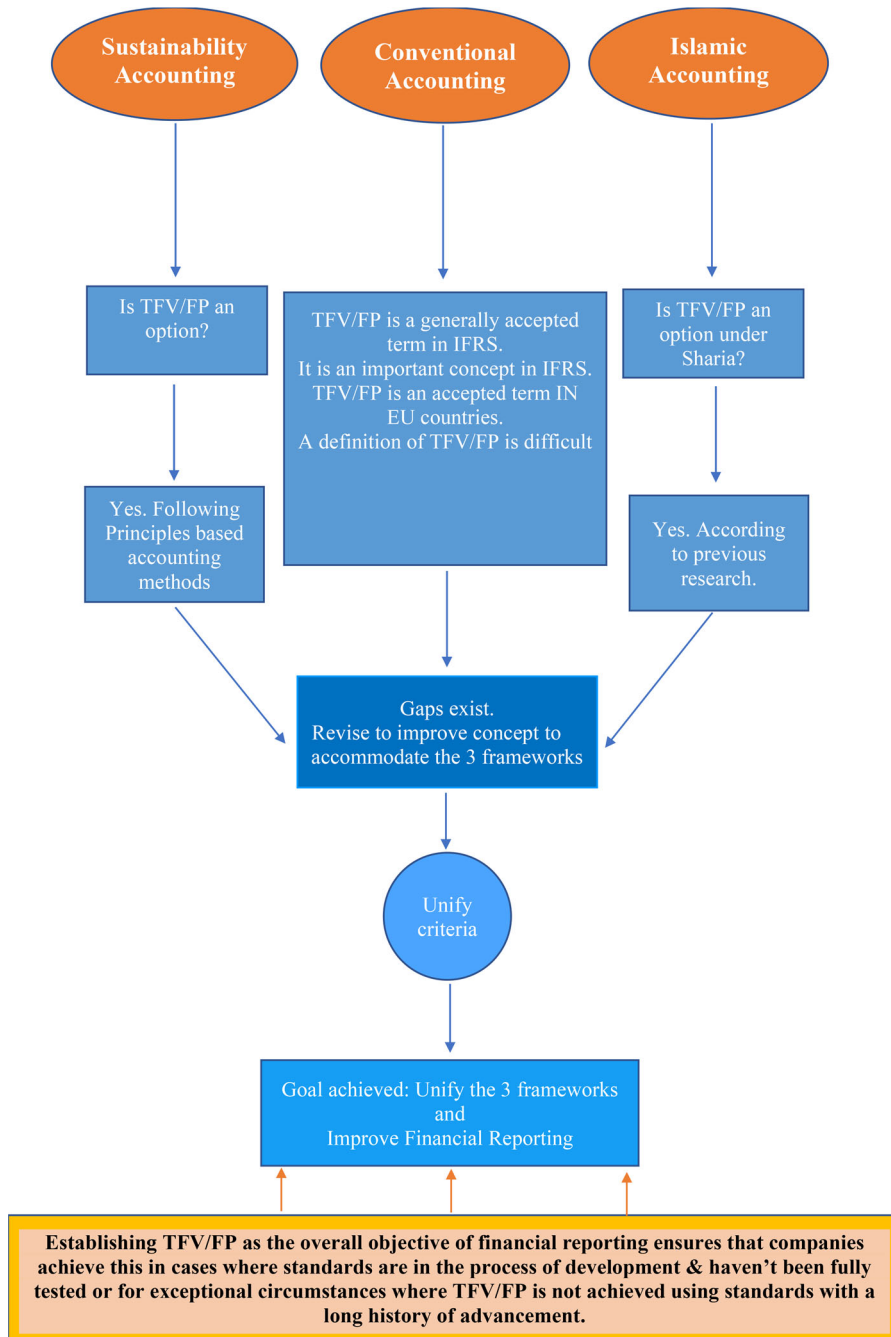 Sustainability
Accounting
Conventional
Accounting
Islamic
Accounting
Is TFV/FP an
option?
TFV/FP is a generally accepted
term in IFRS.
It is an important concept in IFRS.
TFV/FP is an accepted term IN
EU countries.
A definition of TFV/FP is difficult
Is TFV/FP an
option under
Sharia?
Yes. Following
Principles based
accounting
methods
Yes. According
to previous
research.
Gaps exist.
Revise to improve concept to
accommodate the 3 frameworks
Unify
criteria
Goal achieved: Unify the 3 frameworks
and
Improve Financial Reporting
Establishing TFV/FP as the overall objective of financial reporting ensures that companies
achieve this in cases where standards are in the process of development & haven’t been fully
tested or for exceptional circumstances where TFV/FP is not achieved using standards with a
long history of advancement.